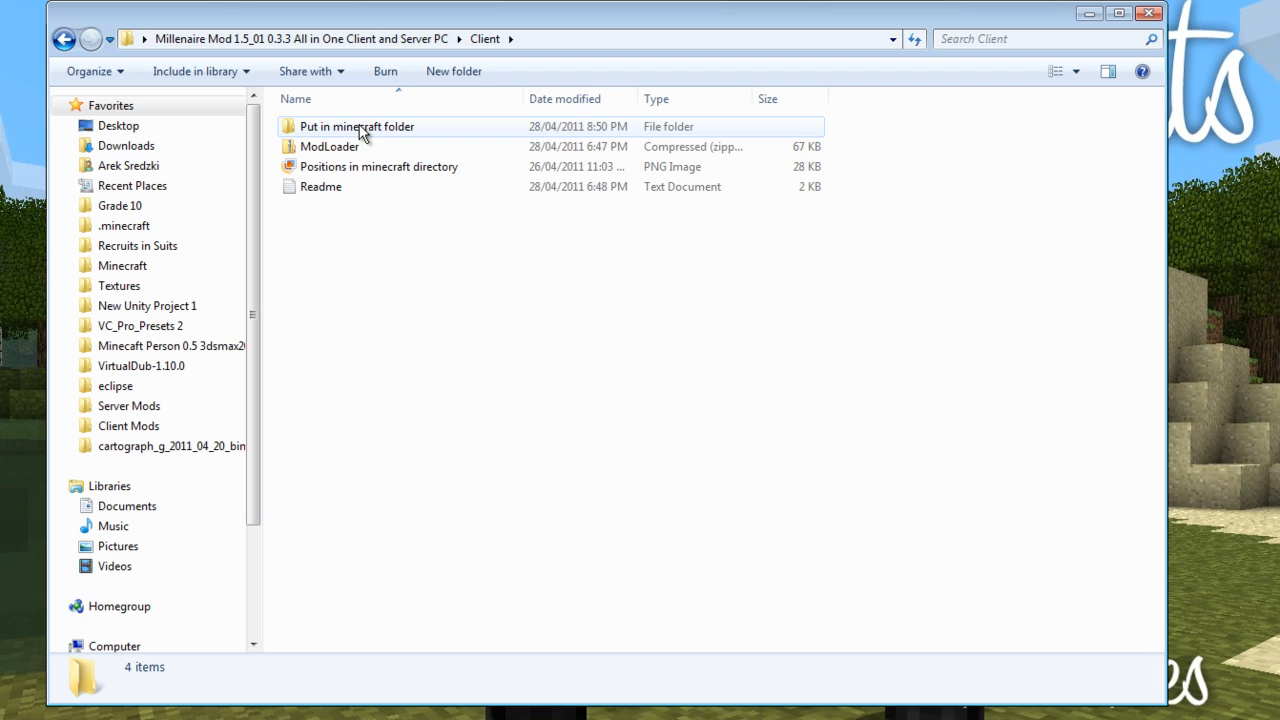 Millenaire Mod 1.5_01 0.3.3 All in One Client and Server PC Client Search Client
Organize Include in library Share with Burn New folder
Name Date modified Type Size
Put in minecraft folder 28/04/2011 8:50 PM File folder
ModLoader 28/04/2011 6:47 PM Compressed (zipp... 67 KB
Positions in minecraft directory 26/04/2011 11:03 ... PNG Image 28 KB
Readme 28/04/2011 6:48 PM Text Document 2 KB
Favorites
Desktop
Downloads
Arek Sredzki
Recent Places
Grade 10
.minecraft
Recruits in Suits
Minecraft
Textures
New Unity Project 1
VC_Pro_Presets 2
Minecaft Person 0.5 3dsmax20
VirtualDub-1.10.0
eclipse
Server Mods
Client Mods
cartograph_g_2011_04_20_bin
Libraries
Documents
Music
Pictures
Videos
Homegroup
Computer
4 items
ts
es